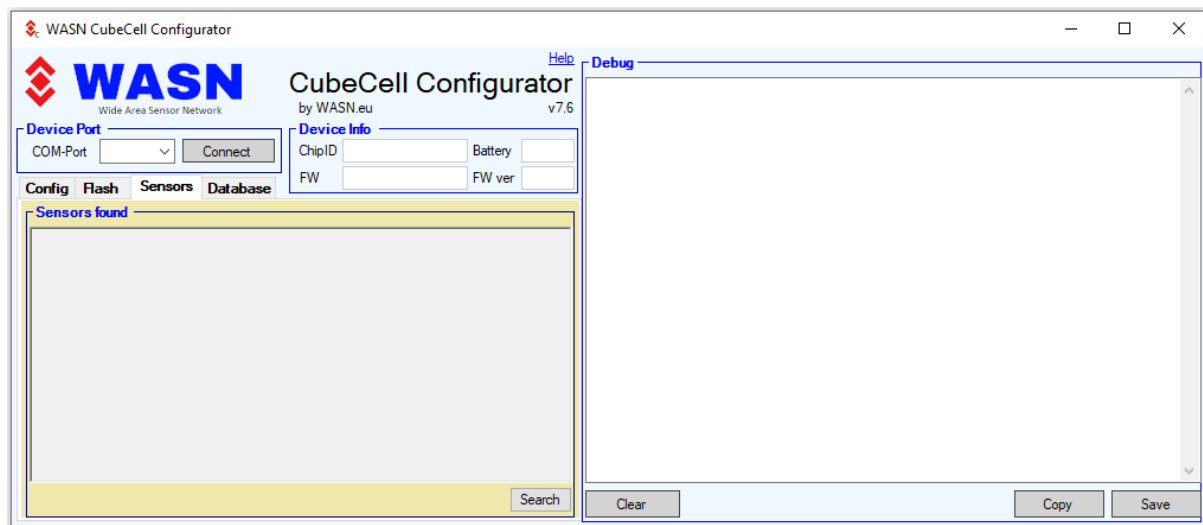 WASN CubeCell Configurator
WASN
Wide Area Sensor Network
Help
CubeCell Configurator
by WASN.eu v7.6
Device Port
COM-Port Connect
Device Info
ChipID Battery
FW FW ver
Config Flash Sensors Database
Sensors found
Search
Debug
Clear Copy Save